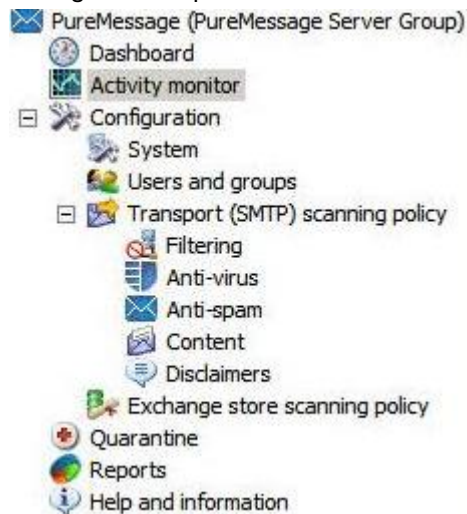 PureMessage (PureMessage Server Group)
Dashboard
Activity monitor
Configuration
System
Users and groups
Transport (SMTP) scanning policy
Filtering
Anti-virus
Anti-spam
Content
Disclaimers
Exchange store scanning policy
Quarantine
Reports
Help and information